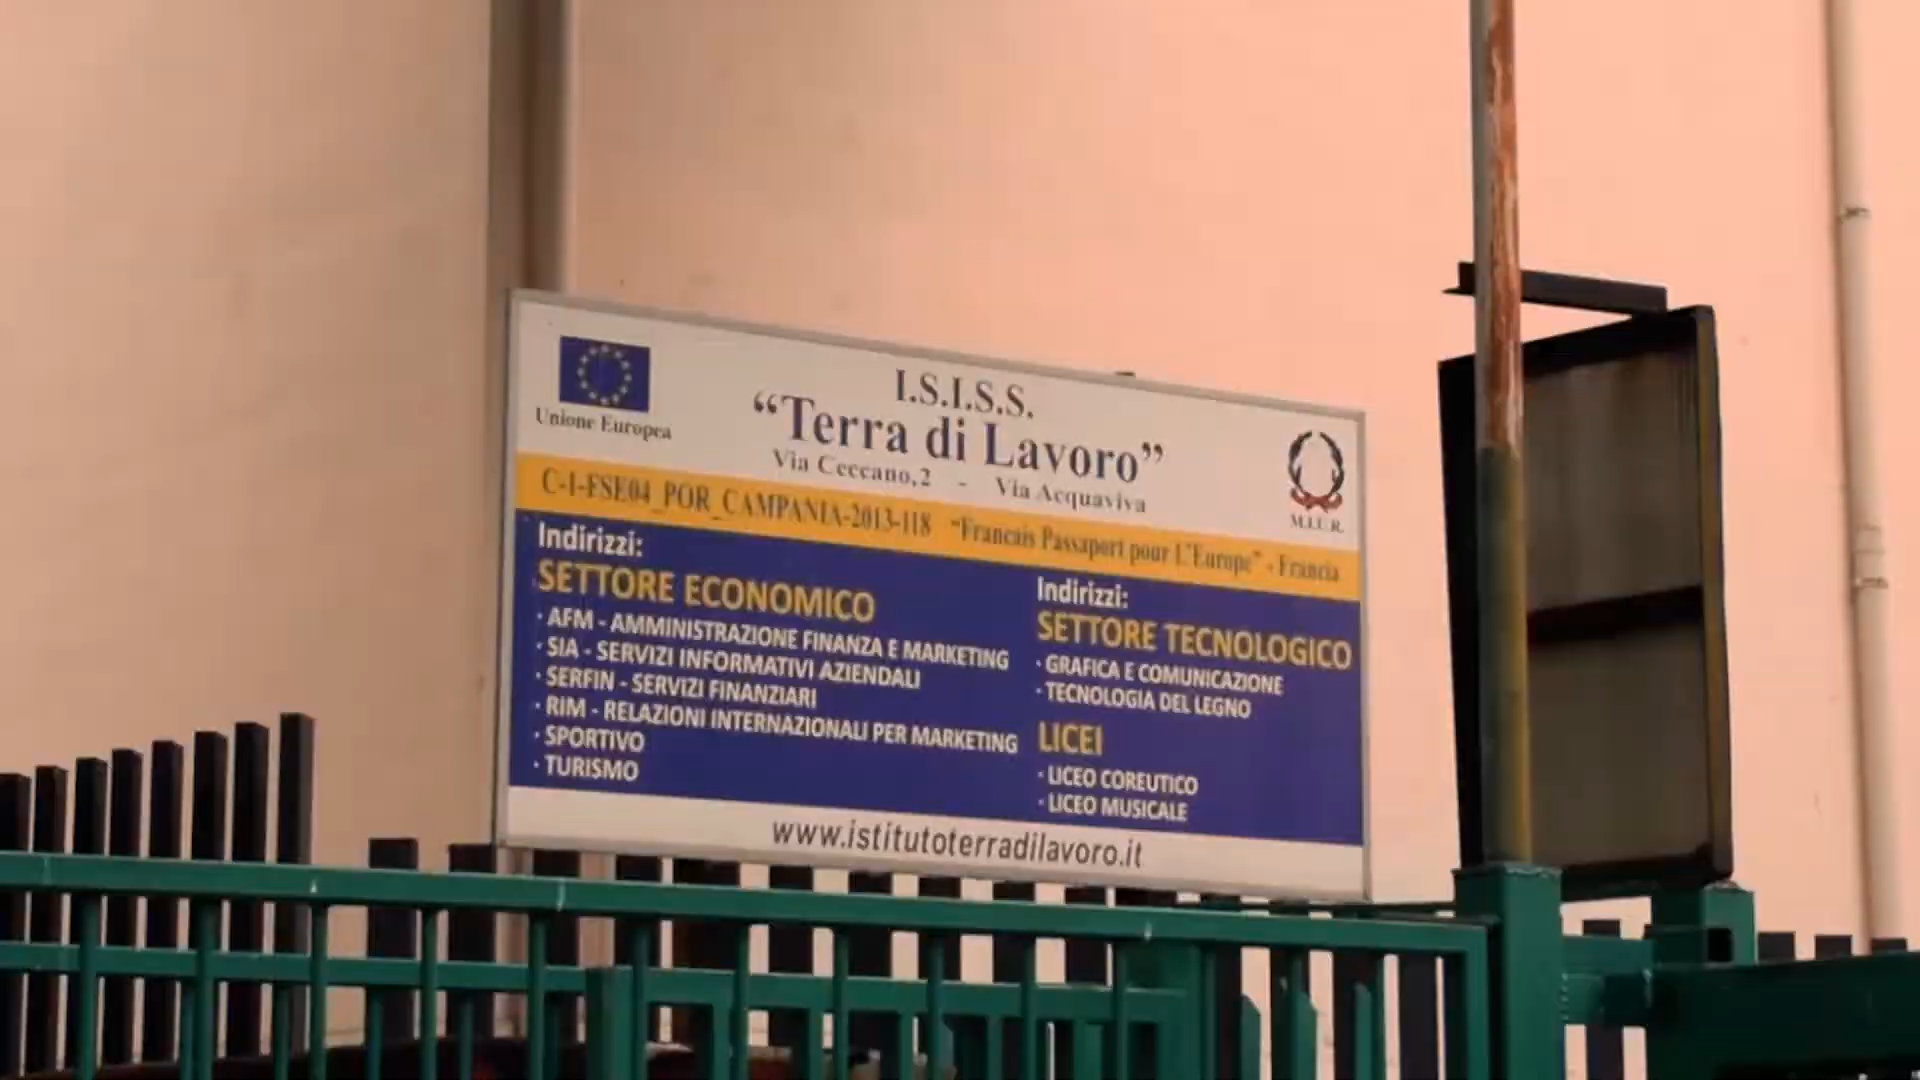 Unione Europea
I.S.I.S.S.
“Terra di Lavoro”
Via Ceccano,2 - Via Acquaviva
M.I.U.R.
C-1-FSE04_POR_CAMPANIA-2013-118 “Francais Passaport pour L'Europe” - Francia
Indirizzi:
SETTORE ECONOMICO
· AFM - AMMINISTRAZIONE FINANZA E MARKETING
· SIA - SERVIZI INFORMATIVI AZIENDALI
· SERFIN - SERVIZI FINANZIARI
· RIM - RELAZIONI INTERNAZIONALI PER MARKETING
· SPORTIVO
· TURISMO
Indirizzi:
SETTORE TECNOLOGICO
· GRAFICA E COMUNICAZIONE
· TECNOLOGIA DEL LEGNO
LICEI
· LICEO COREUTICO
· LICEO MUSICALE
www.istitutoterradilavoro.it